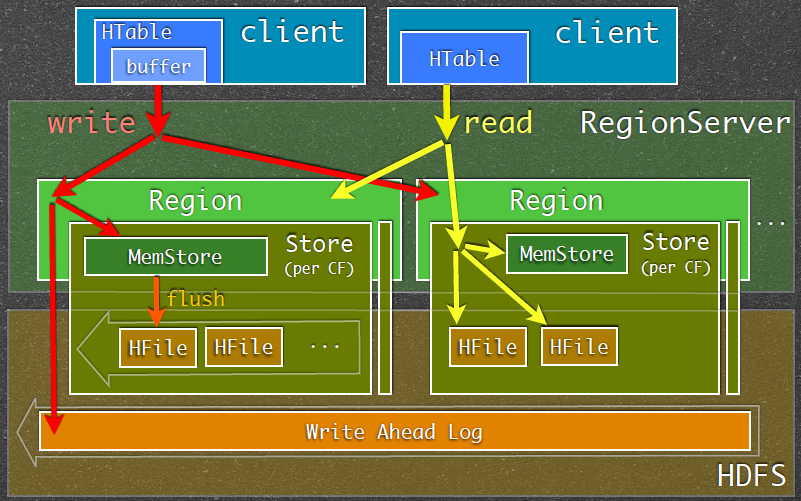 HTable
client
buffer
HTable
client
write
read
RegionServer
Region
Region
...
MemStore
Store
(per CF)
MemStore
Store
(per CF)
flush
HFile
HFile
...
HFile
HFile
Write Ahead Log
HDFS